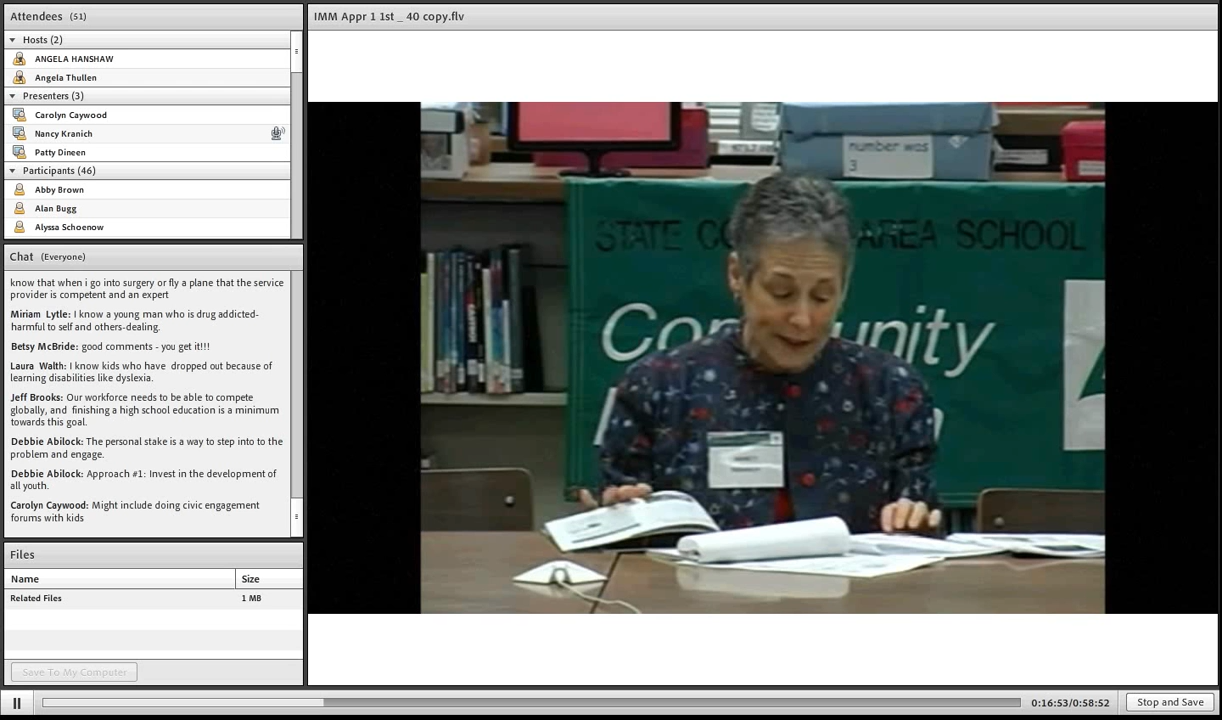 Attendees (51)
Hosts (2)
ANGELA HANSHAW
Angela Thullen
Presenters (3)
Carolyn Caywood
Nancy Kranich
Patty Dineen
Participants (46)
Abby Brown
Alan Bugg
Alyssa Schoenow
Chat (Everyone)
know that when i go into surgery or fly a plane that the service
provider is competent and an expert
Miriam Lytle: I know a young man who is drug addicted-
harmful to self and others-dealing.
Betsy McBride: good comments - you get it!!!
Laura Walth: I know kids who have dropped out because of
learning disabilities like dyslexia.
Jeff Brooks: Our workforce needs to be able to compete
globally, and finishing a high school education is a minimum
towards this goal.
Debbie Abilock: The personal stake is a way to step into to the
problem and engage.
Debbie Abilock: Approach #1: Invest in the development of
all youth.
Carolyn Caywood: Might include doing civic engagement
forums with kids
Files
Name Size
Related Files 1 MB
Save To My Computer
IMM Appr 1 1st _ 40 copy.flv
number was
3
STATE CO AREA SCHOOL
Com unity
0:16:53/0:58:52
Stop and Save